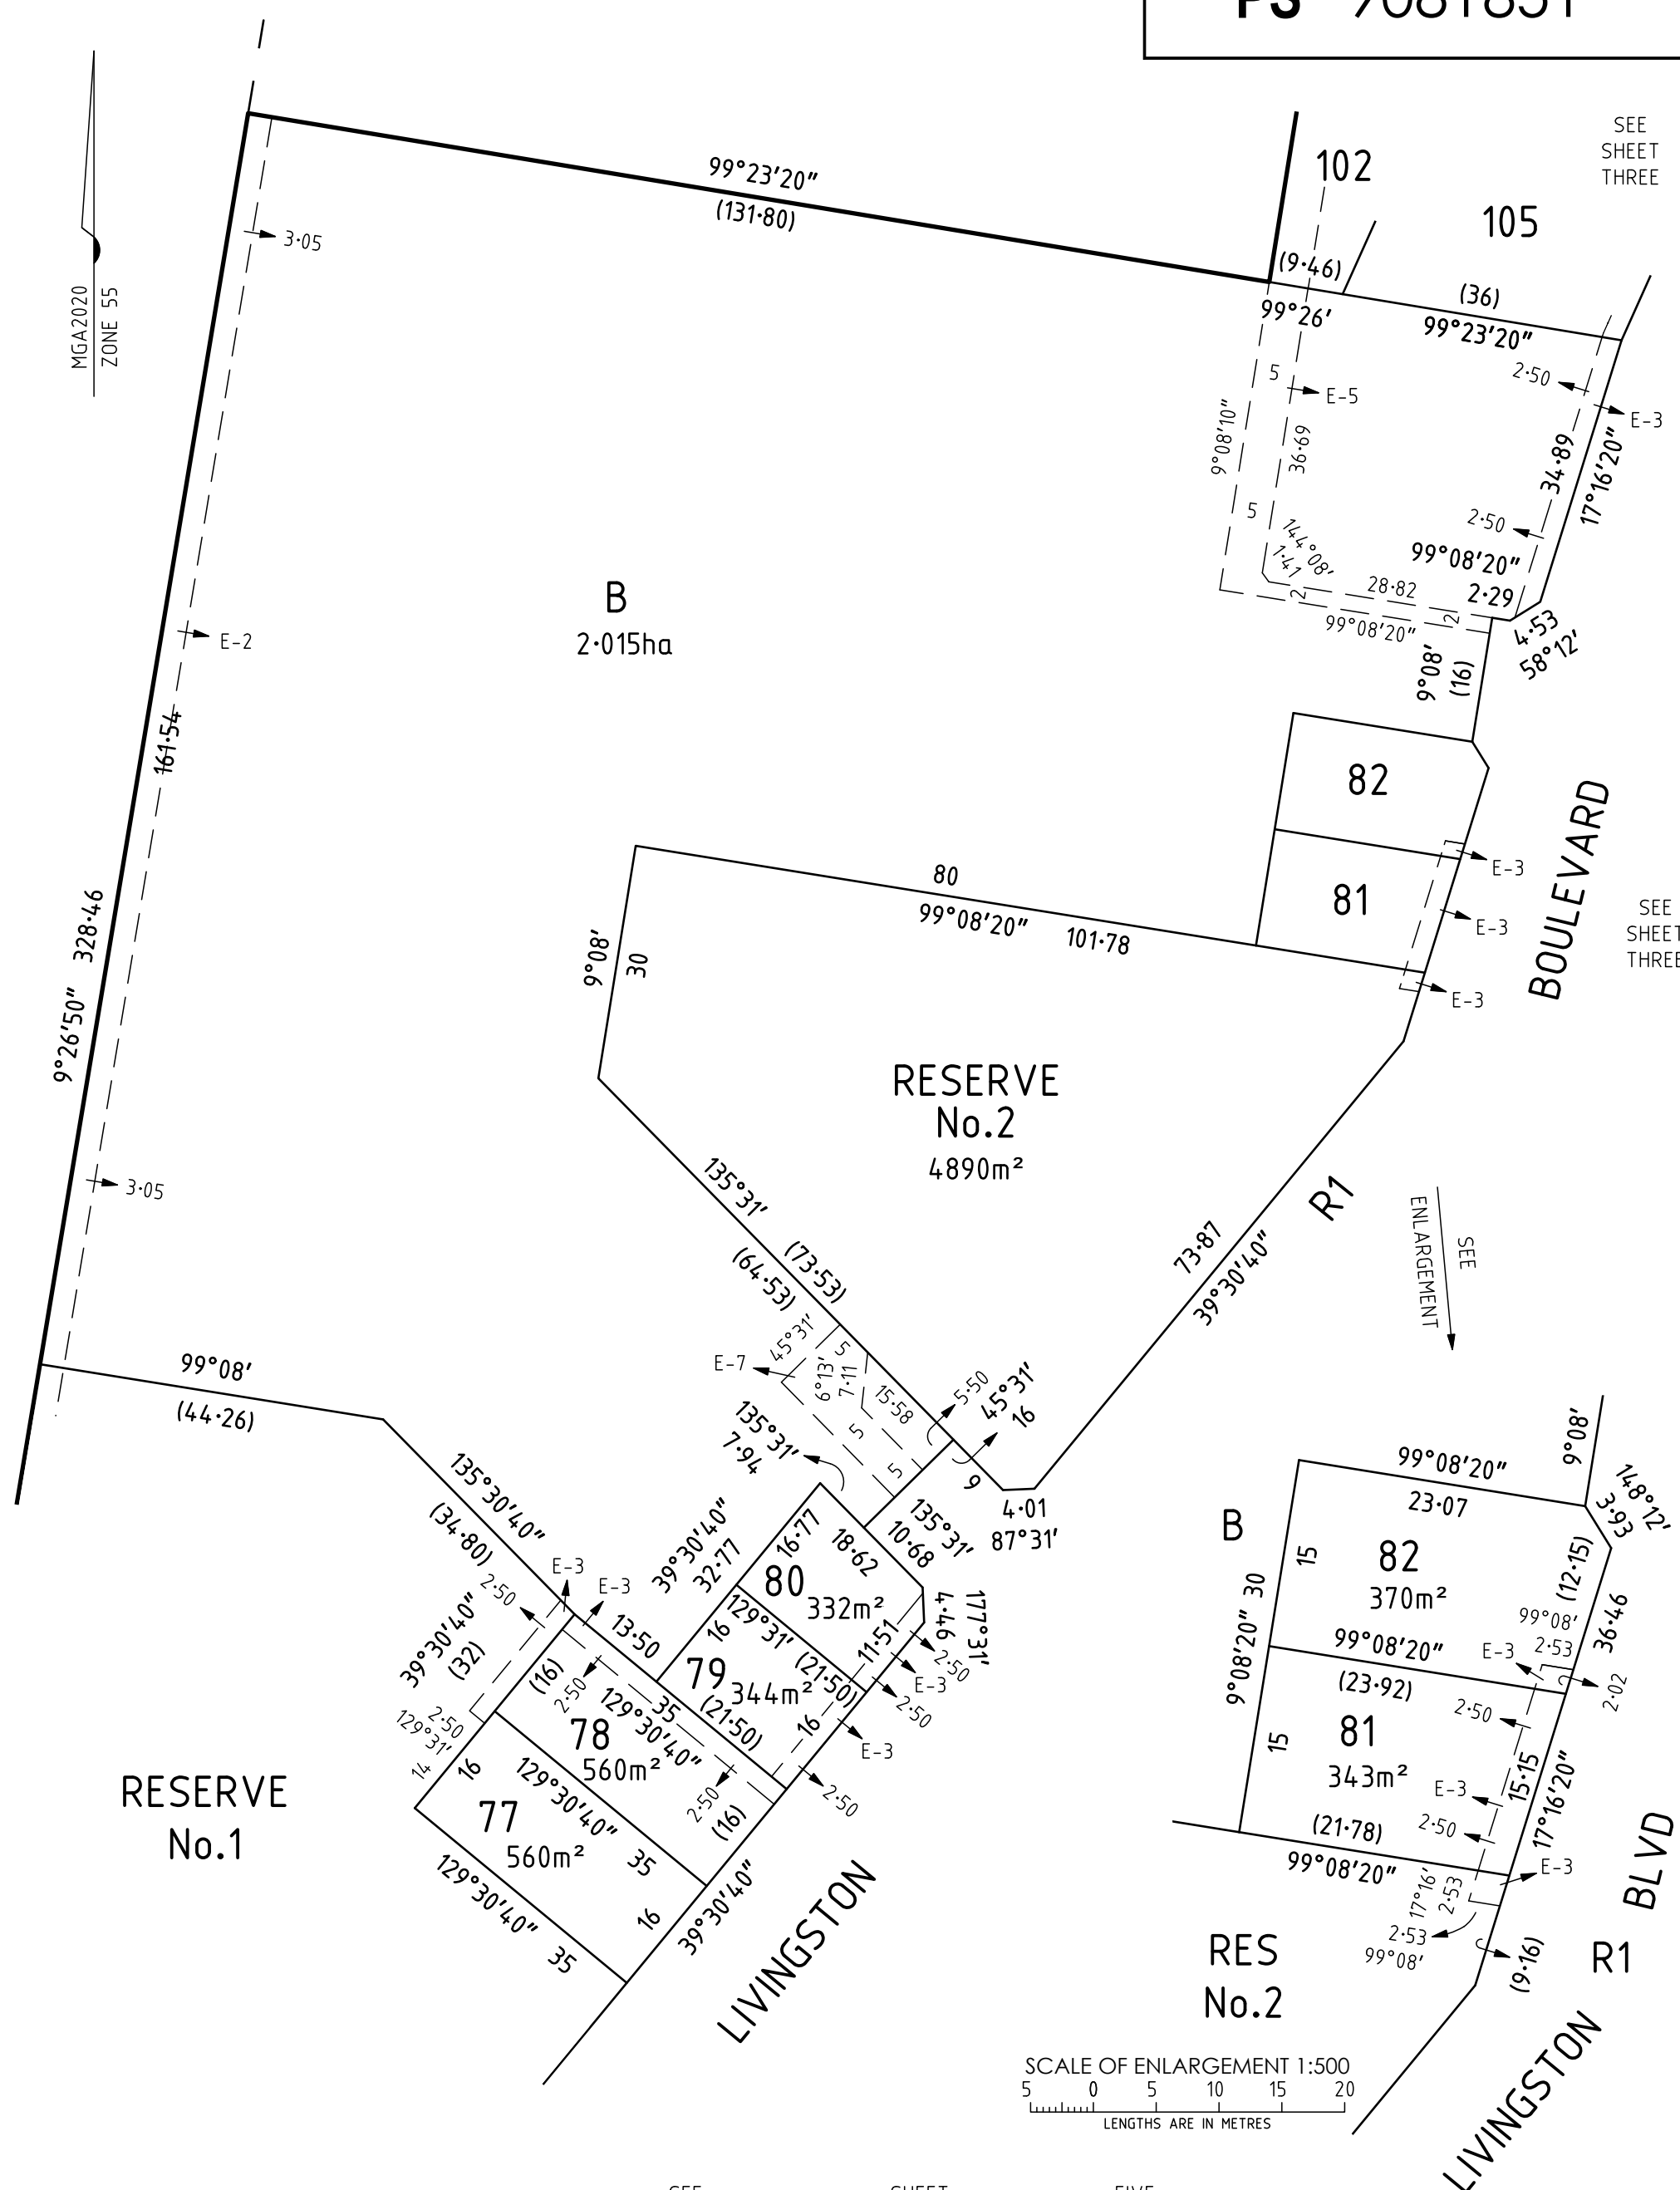 MGA2020
ZONE 55
99°23'20"
(131·80)
102
105
SEE
SHEET
THREE
(9·46)
99°26'
(36)
99°23'20"
3·05
2·50
E-3
5
E-5
9°08'10"
36·69
34·89
17°16'20"
5
2·50
144°08'
1·41
99°08'20"
28·82
2·29
2
2
99°08'20"
4·53
58°12'
9°08'
(16)
B
2·015ha
E-2
161·54
82
81
E-3
E-3
E-3
BOULEVARD
SEE
SHEET
THREE
80
99°08'20"
101·78
9°08'
30
328·46
9°26'50"
RESERVE
No.2
4890m²
3·05
R1
SEE
ENLARGEMENT
135°31'
(73·53)
(64·53)
73·87
39°30'40"
99°08'
(44·26)
45°31'
5
E-7
6°13'
7·11
15·58
5·50
45°31'
16
5
5
9
135°31'
7·94
4·01
87°31'
135°31'
10·68
135°30'40"
(34·80)
39°30'40"
32·77
16·77
18·62
80
332m²
177°31'
4·46
E-3
E-3
2·50
13·50
16
129°31'
(21·50)
11·51
2·50
E-3
2·50
79
344m²
(21·50)
16
E-3
2·50
39°30'40"
(32)
(16)
2·50
35
129°30'40"
78
560m²
2·50
(16)
2·50
129°31'
14
16
77
560m²
129°30'40"
35
16
129°30'40"
35
39°30'40"
RESERVE
No.1
LIVINGSTON
B
99°08'20"
23·07
9°08'
148°12'
3·93
82
370m²
15
30
9°08'20"
(12·15)
99°08'
2·53
36·46
E-3
2·02
99°08'20"
(23·92)
2·50
81
343m²
15
E-3
15·15
17°16'20"
2·50
(21·78)
99°08'20"
E-3
17°16'
2·53
2·53
99°08'
(9·16)
RES
No.2
R1
BLVD
LIVINGSTON
SCALE OF ENLARGEMENT 1:500
5 0 5 10 15 20
LENGTHS ARE IN METRES